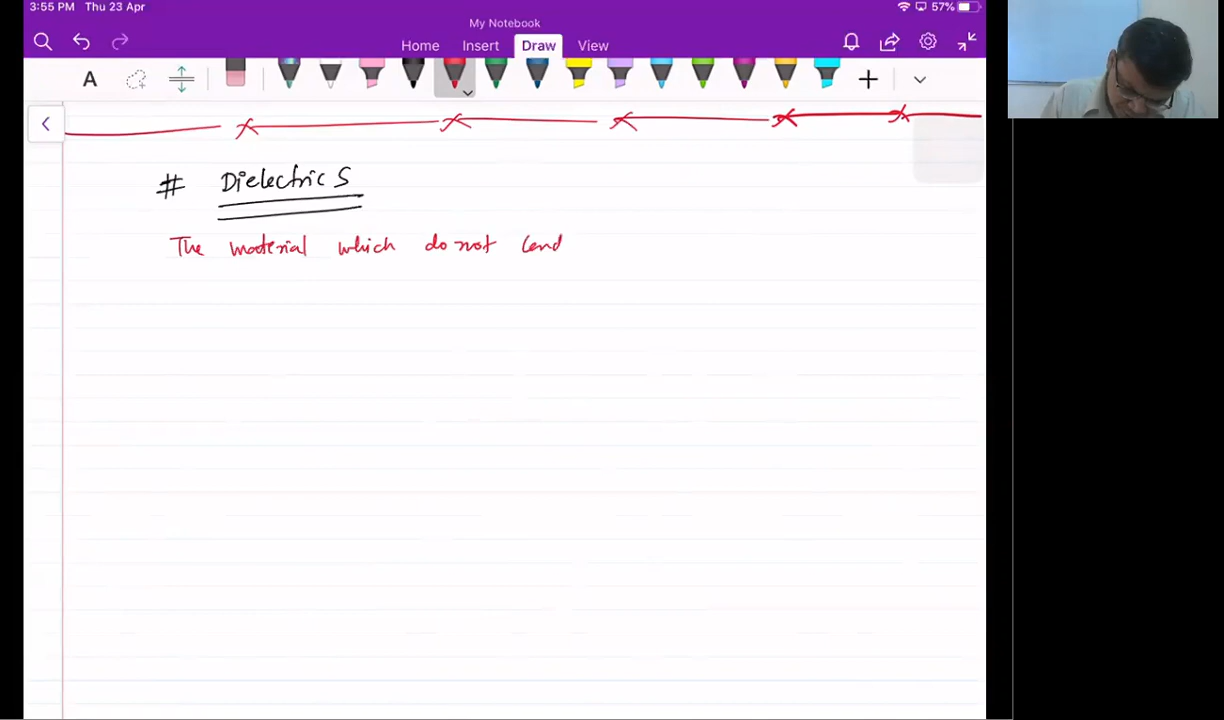 3:55 PM Thu 23 Apr 57%
My Notebook
Home Insert Draw View
A
# Dielectric S
The material which do not Cond